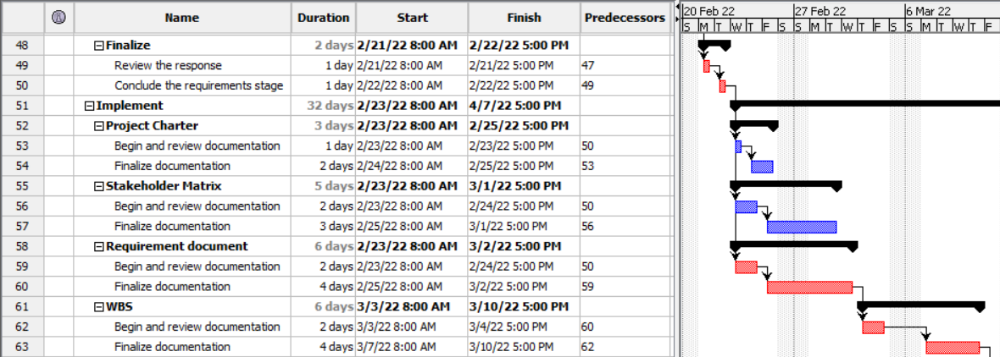 Name Duration Start Finish Predecessors 20 Feb 22 27 Feb 22 6 Mar 22
S M T W T F S S M T W T F S S M T W T F
48 Finalize 2 days 2/21/22 8:00 AM 2/22/22 5:00 PM
49 Review the response 1 day 2/21/22 8:00 AM 2/21/22 5:00 PM 47
50 Conclude the requirements stage 1 day 2/22/22 8:00 AM 2/22/22 5:00 PM 49
51 Implement 32 days 2/23/22 8:00 AM 4/7/22 5:00 PM
52 Project Charter 3 days 2/23/22 8:00 AM 2/25/22 5:00 PM
53 Begin and review documentation 1 day 2/23/22 8:00 AM 2/23/22 5:00 PM 50
54 Finalize documentation 2 days 2/24/22 8:00 AM 2/25/22 5:00 PM 53
55 Stakeholder Matrix 5 days 2/23/22 8:00 AM 3/1/22 5:00 PM
56 Begin and review documentation 2 days 2/23/22 8:00 AM 2/24/22 5:00 PM 50
57 Finalize documentation 3 days 2/25/22 8:00 AM 3/1/22 5:00 PM 56
58 Requirement document 6 days 2/23/22 8:00 AM 3/2/22 5:00 PM
59 Begin and review documentation 2 days 2/23/22 8:00 AM 2/24/22 5:00 PM 50
60 Finalize documentation 4 days 2/25/22 8:00 AM 3/2/22 5:00 PM 59
61 WBS 6 days 3/3/22 8:00 AM 3/10/22 5:00 PM
62 Begin and review documentation 2 days 3/3/22 8:00 AM 3/4/22 5:00 PM 60
63 Finalize documentation 4 days 3/7/22 8:00 AM 3/10/22 5:00 PM 62